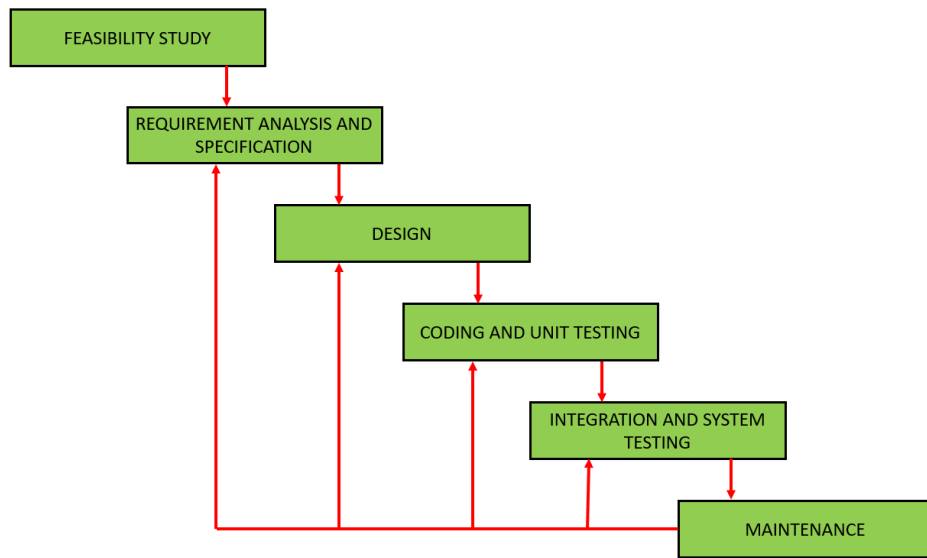 FEASIBILITY STUDY
REQUIREMENT ANALYSIS AND
SPECIFICATION
DESIGN
CODING AND UNIT TESTING
INTEGRATION AND SYSTEM
TESTING
MAINTENANCE